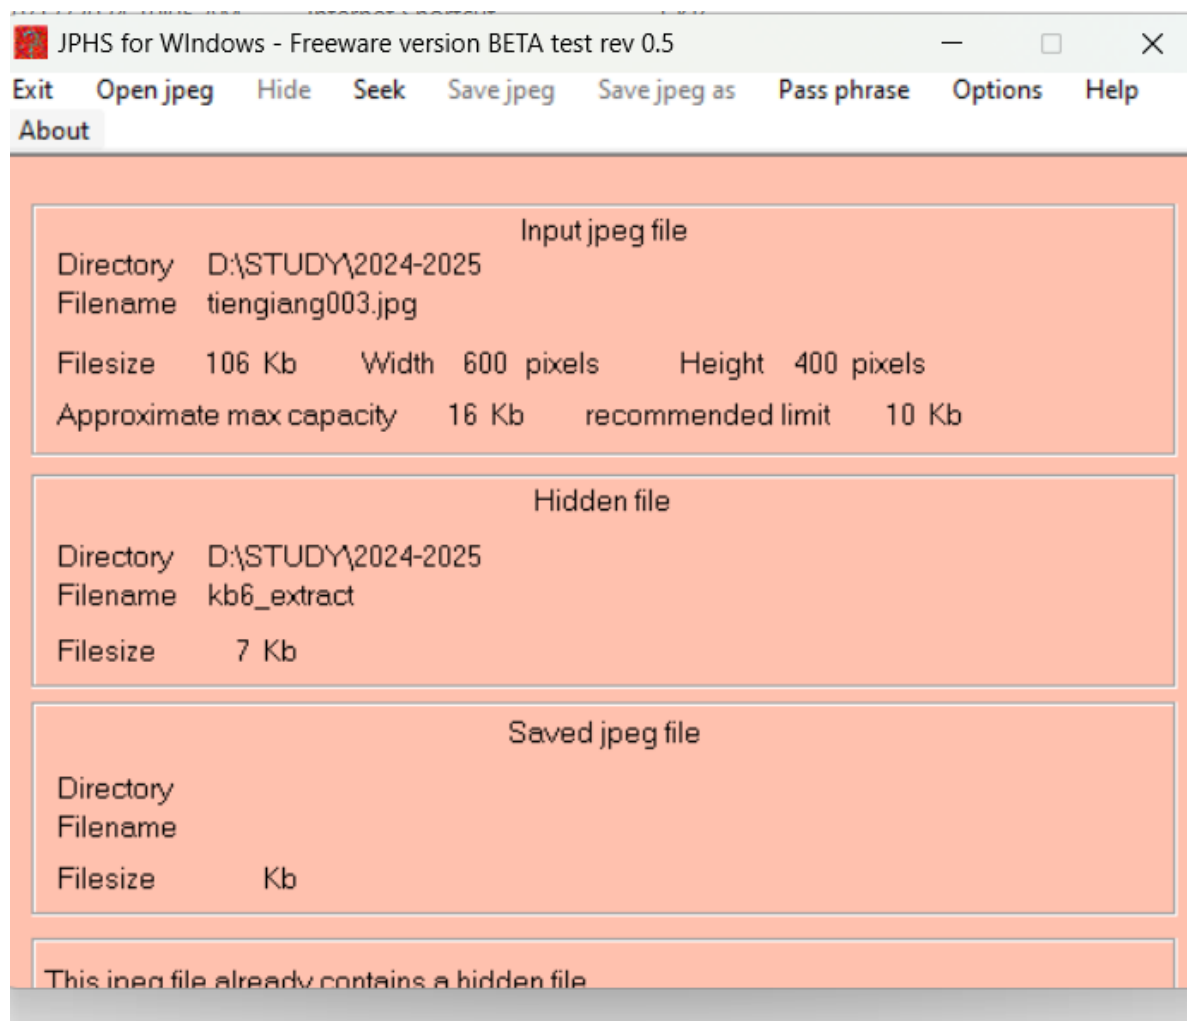 JPHS for WIndows - Freeware version BETA test rev 0.5
Exit Open jpeg Hide Seek Save jpeg Save jpeg as Pass phrase Options Help
About
Input jpeg file
Directory D:\STUDY\2024-2025
Filename tiengiang003.jpg
Filesize 106 Kb Width 600 pixels Height 400 pixels
Approximate max capacity 16 Kb recommended limit 10 Kb
Hidden file
Directory D:\STUDY\2024-2025
Filename kb6_extract
Filesize 7 Kb
Saved jpeg file
Directory
Filename
Filesize Kb
This jpeg file already contains a hidden file